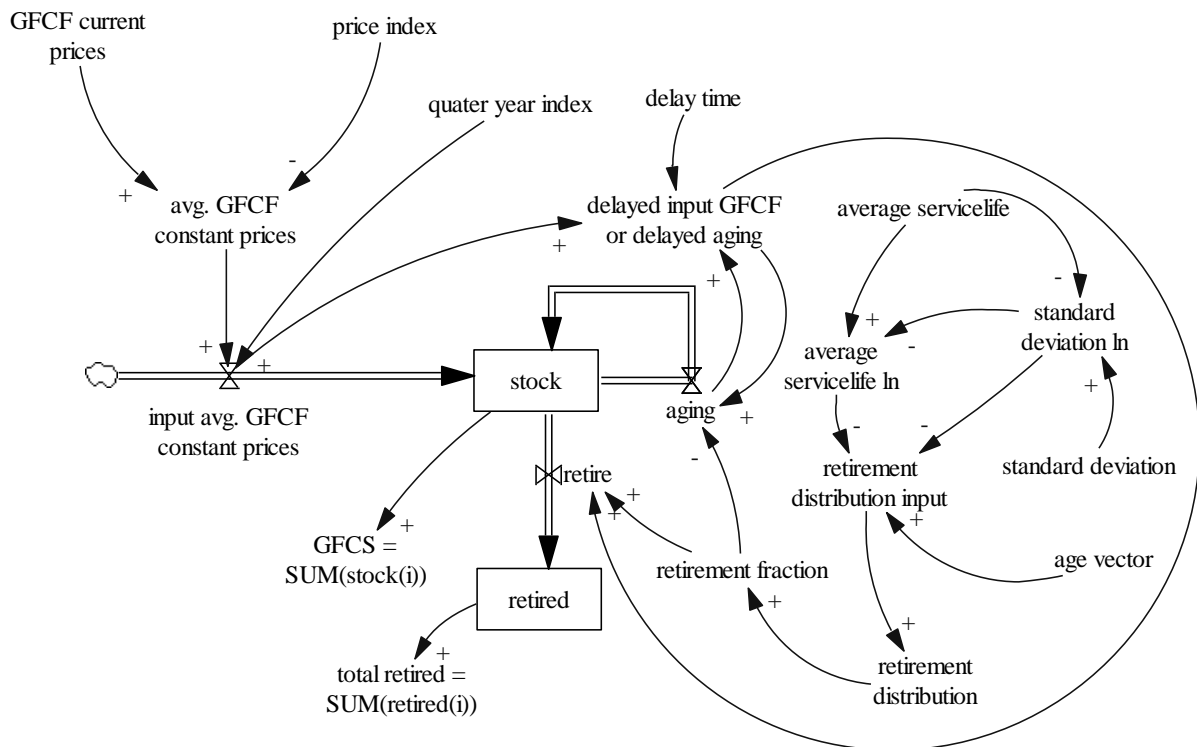 GFCF current
prices
price index
quater year index
delay time
+
-
avg. GFCF
constant prices
delayed input GFCF
or delayed aging
average servicelife
+
+
-
+
+
+
-
standard
deviation ln
average
servicelife ln
stock
input avg. GFCF
constant prices
aging
+
+
-
-
-
retirement
distribution input
standard deviation
retire
+
+
+
+
GFCS =
SUM(stock(i))
retirement fraction
age vector
retired
+
+
+
total retired =
SUM(retired(i))
retirement
distribution